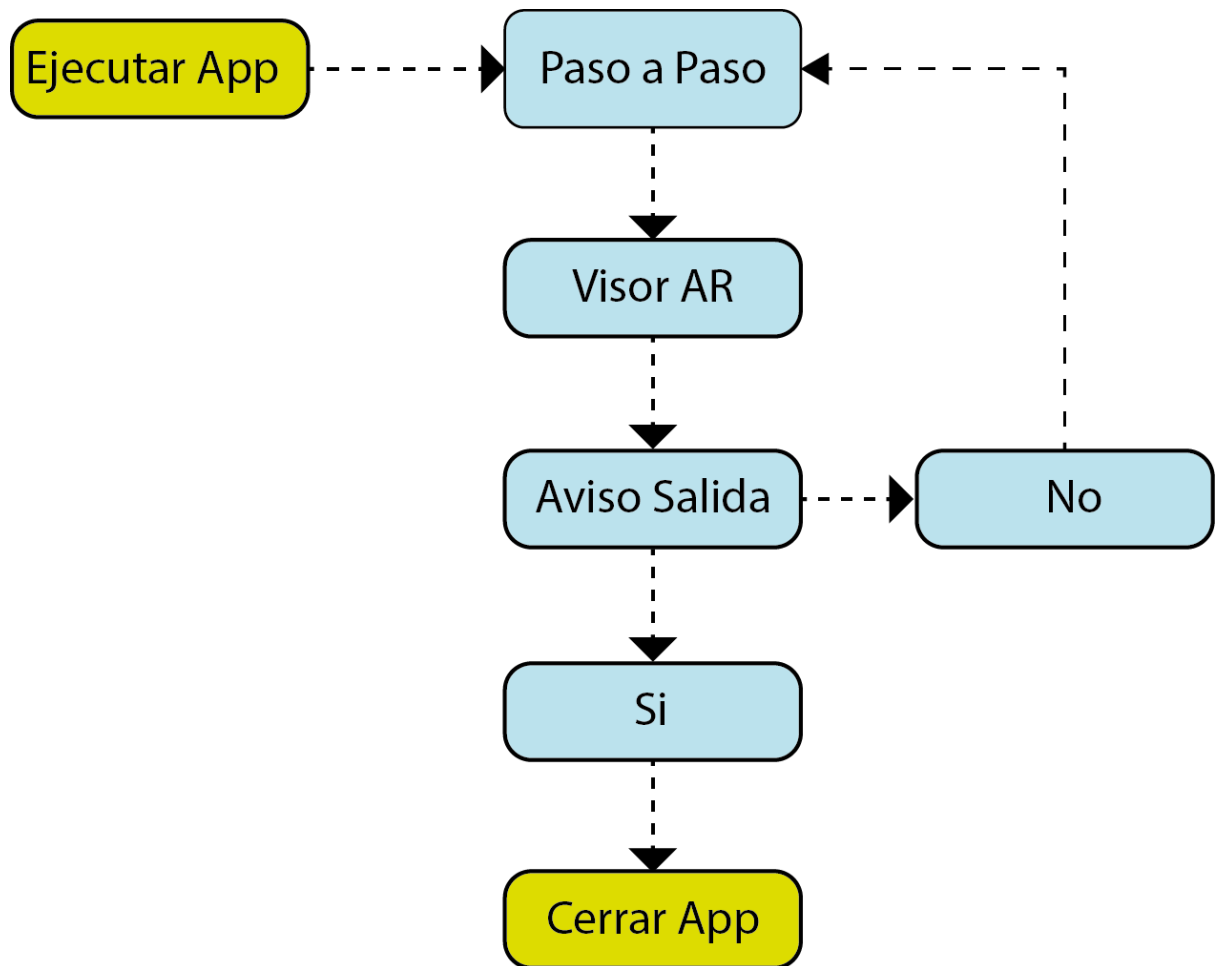 Ejecutar App
Paso a Paso
Visor AR
Aviso Salida
No
Si
Cerrar App